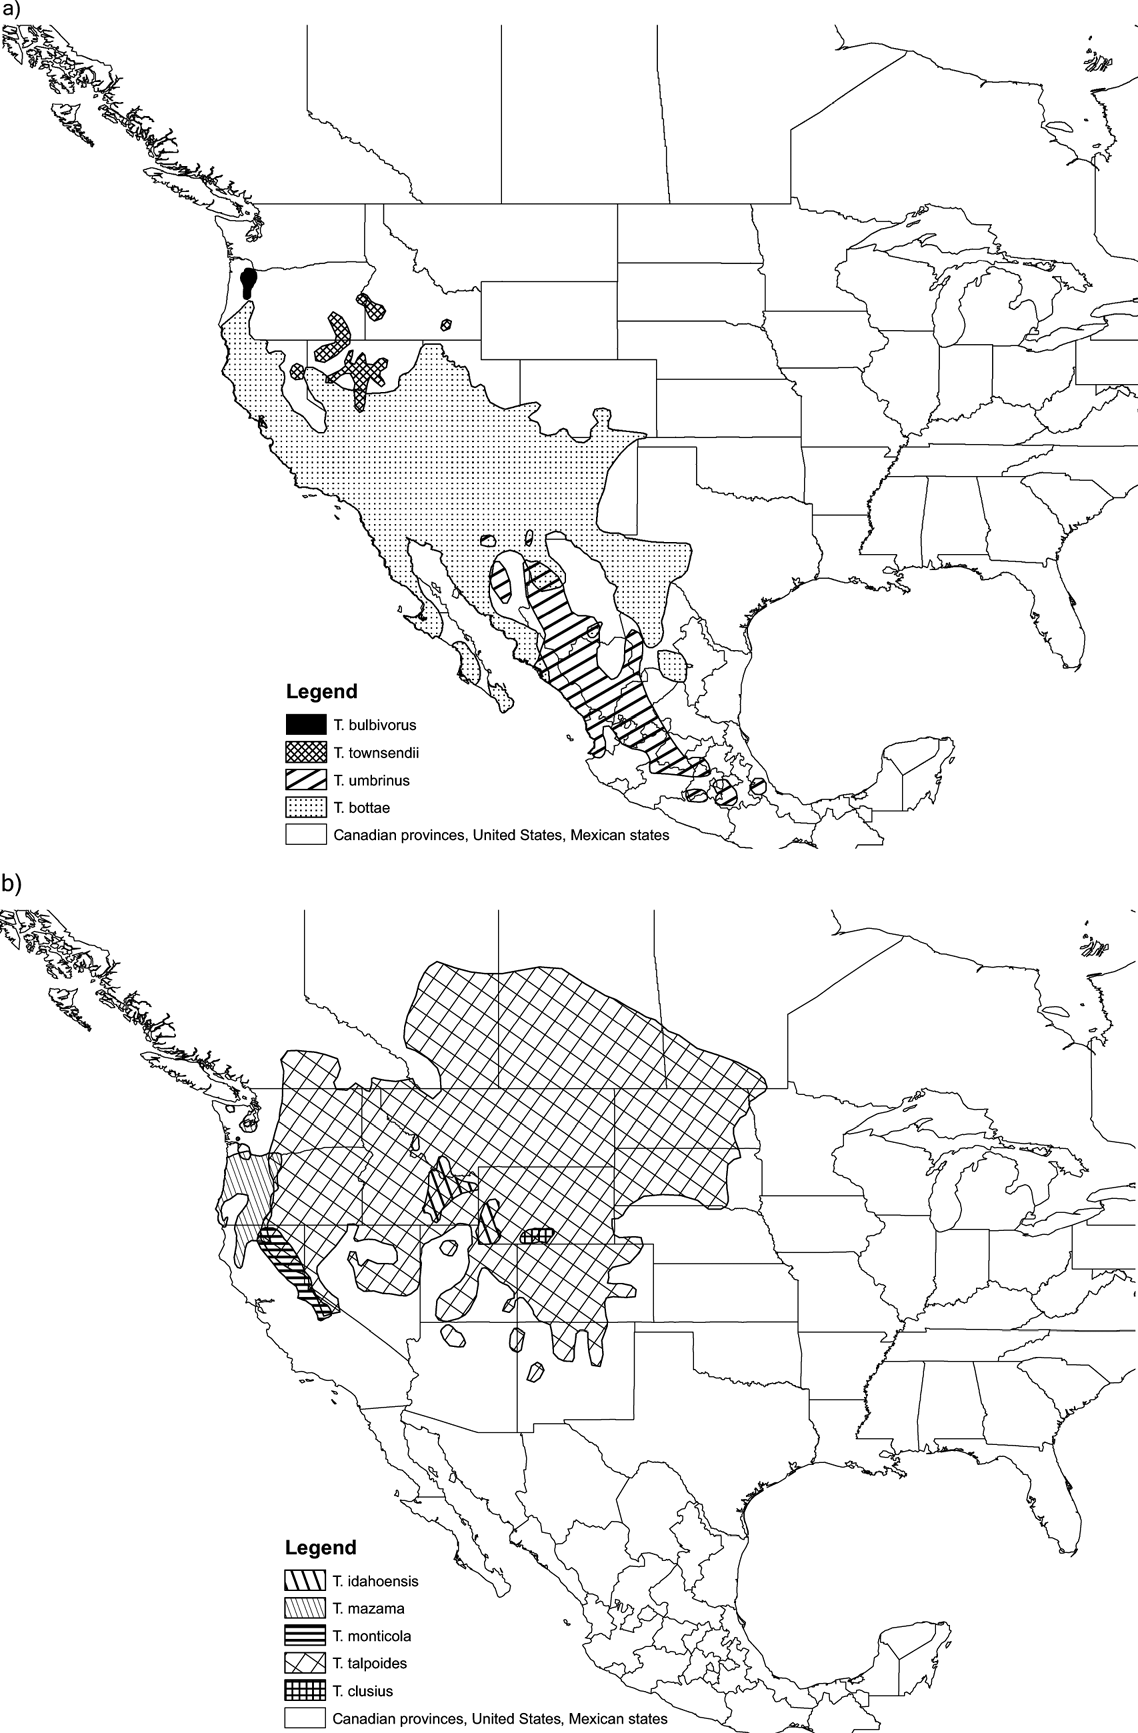 a)
Legend
T. bulbivorus
T. townsendii
T. umbrinus
T. bottae
Canadian provinces, United States, Mexican states
b)
Legend
T. idahoensis
T. mazama
T. monticola
T. talpoides
T. clusius
Canadian provinces, United States, Mexican states